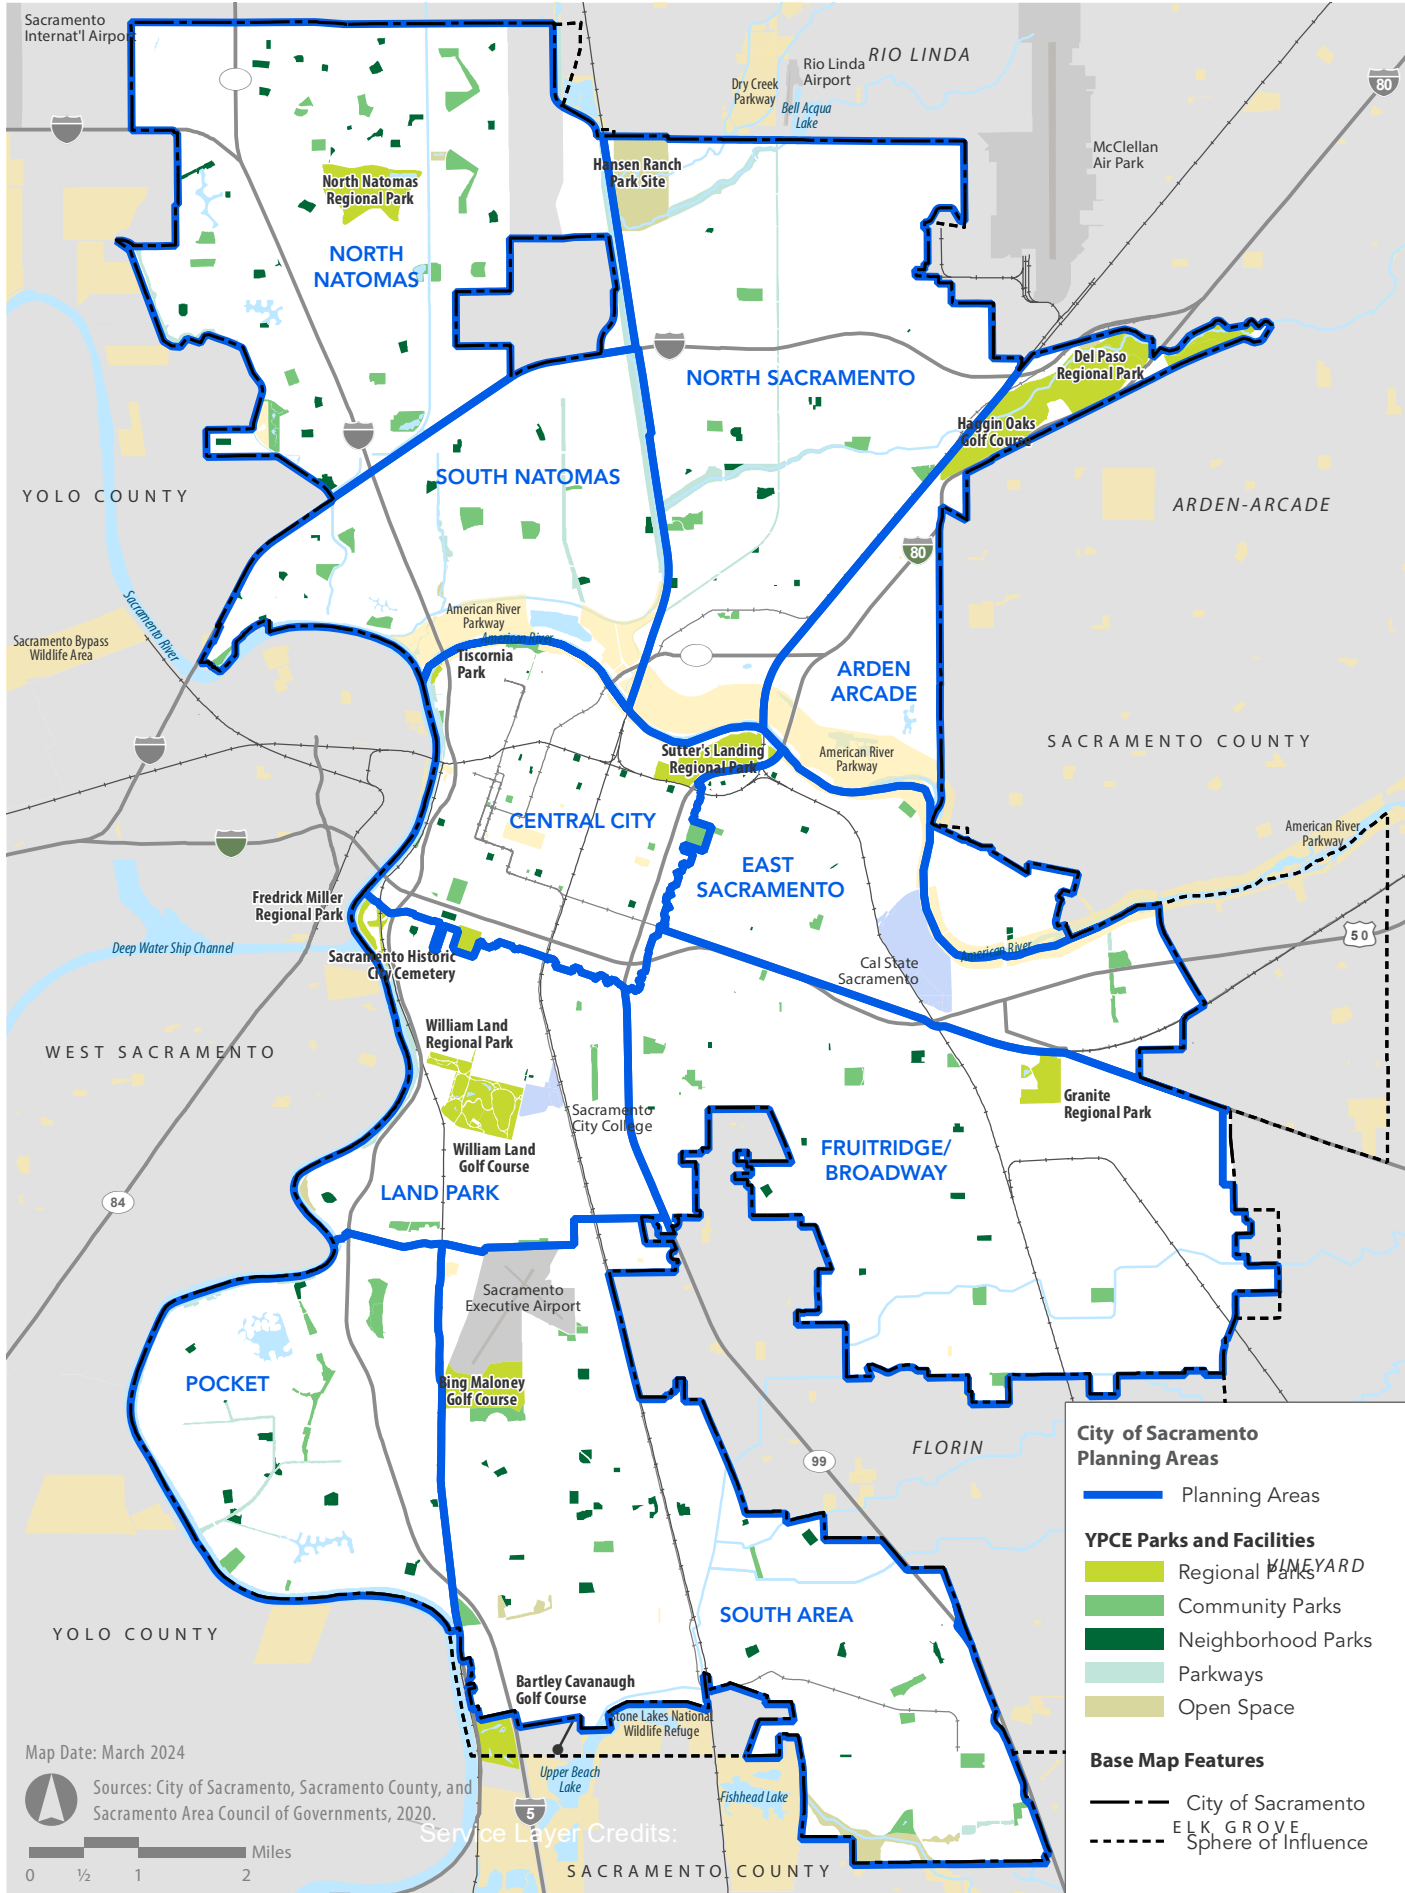 Sacramento
Internat'l Airport
RIO LINDA
Rio Linda
Airport
Dry Creek
Parkway
Bell Acqua
Lake
80
McClellan
Air Park
Hansen Ranch
Park Site
North Natomas
Regional Park
NORTH
NATOMAS
NORTH SACRAMENTO
Del Paso
Regional Park
Haggin Oaks
Golf Course
SOUTH NATOMAS
YOLO COUNTY
ARDEN-ARCADE
80
Sacramento River
American River
Parkway
American River
Sacramento Bypass
Wildlife Area
Tiscornia
Park
ARDEN
ARCADE
SACRAMENTO COUNTY
Sutter's Landing
Regional Park
American River
Parkway
CENTRAL CITY
American River
Parkway
EAST
SACRAMENTO
Fredrick Miller
Regional Park
50
Deep Water Ship Channel
Sacramento Historic
City Cemetery
American River
Cal State
Sacramento
William Land
Regional Park
WEST SACRAMENTO
Granite
Regional Park
Sacramento
City College
William Land
Golf Course
FRUITRIDGE/
BROADWAY
LAND PARK
84
Sacramento
Executive Airport
POCKET
Bing Maloney
Golf Course
FLORIN
99
City of Sacramento
Planning Areas
Planning Areas
YPCE Parks and Facilities
Regional Parks
VINEYARD
Community Parks
Neighborhood Parks
Parkways
Open Space
SOUTH AREA
YOLO COUNTY
Bartley Cavanaugh
Golf Course
Stone Lakes National
Wildlife Refuge
Base Map Features
City of Sacramento
ELK GROVE
Sphere of Influence
Upper Beach
Lake
Fishhead Lake
Map Date: March 2024
Sources: City of Sacramento, Sacramento County, and
Sacramento Area Council of Governments, 2020.
5
Service Layer Credits:
Miles
0 ½ 1 2
SACRAMENTO COUNTY